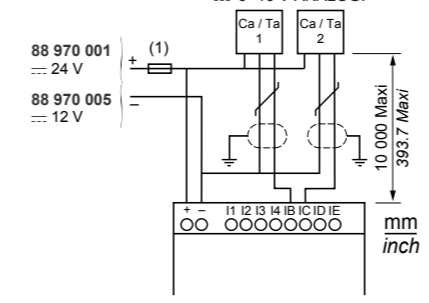 Ca / Ta
1
Ca / Ta
2
88 970 001
24 V
+
(1)
88 970 005
12 V
–
10 000 Maxi
393.7 Maxi
+ – I1 I2 I3 I4 IB IC ID IE
mm
inch